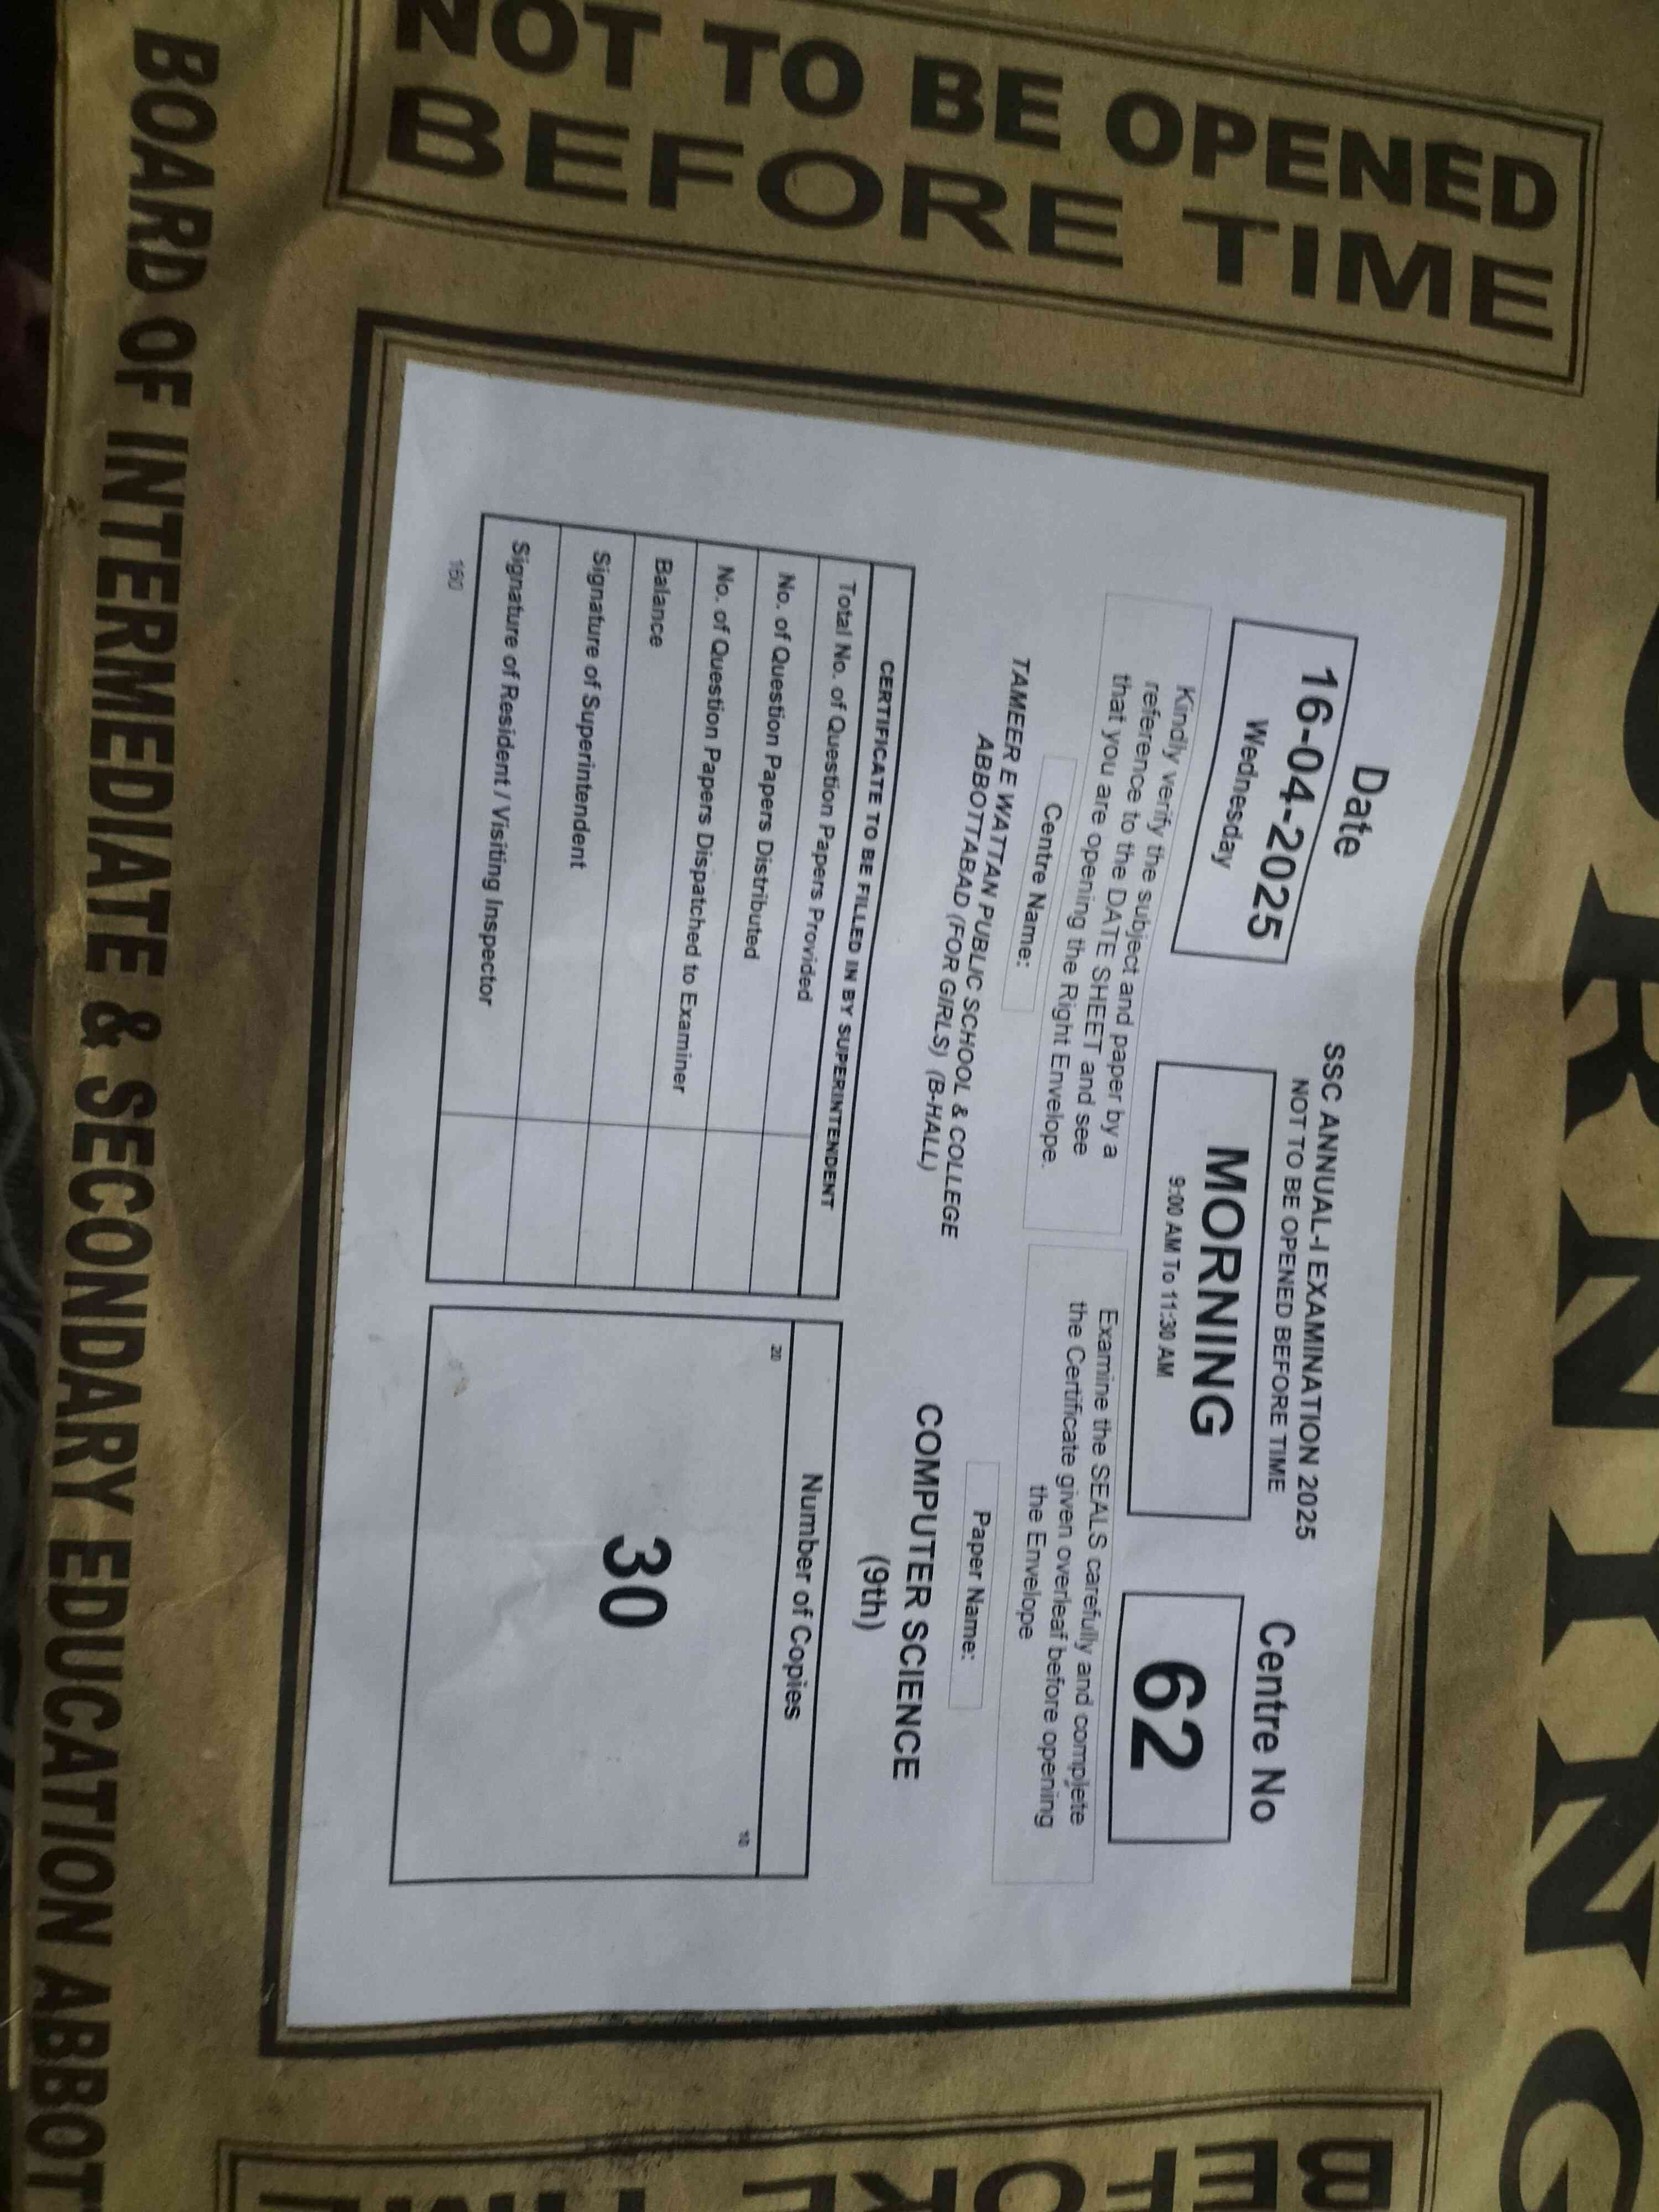 NOT TO BE OPENED
BEFORE TIME
Date
16-04-2025
Wednesday
SSC ANNUAL-I EXAMINATION 2025
NOT TO BE OPENED BEFORE TIME
MORNING
9:00 AM To 11:30 AM
Centre No
62
Kindly verify the subject and paper by a
reference to the DATE SHEET and see
that you are opening the Right Envelope.
Examine the SEALS carefully and complete
the Certificate given overleaf before opening
the Envelope
Centre Name:
TAMEER E WATTAN PUBLIC SCHOOL & COLLEGE
ABBOTTABAD (FOR GIRLS) (B-HALL)
Paper Name:
COMPUTER SCIENCE
(9th)
CERTIFICATE TO BE FILLED IN BY SUPERINTENDENT
Total No. of Question Papers Provided
No. of Question Papers Distributed
No. of Question Papers Dispatched to Examiner
Balance
Signature of Superintendent
Signature of Resident / Visiting Inspector
160
Number of Copies
20
10
30
BOARD OF INTERMEDIATE & SECONDARY EDUCATION ABBOT